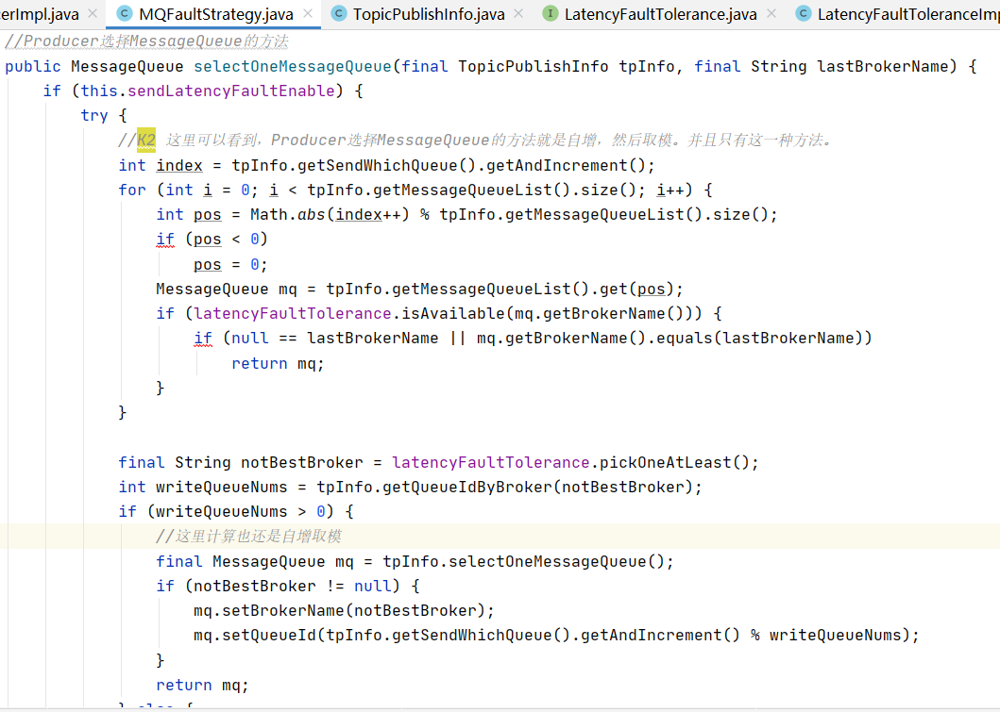 cerImpl.java × MQFaultStrategy.java × TopicPublishInfo.java × LatencyFaultTolerance.java × LatencyFaultToleranceImp
//Producer选择MessageQueue的方法
public MessageQueue selectOneMessageQueue(final TopicPublishInfo tpInfo, final String lastBrokerName) {
if (this.sendLatencyFaultEnable) {
try {
//K2 这里可以看到，Producer选择MessageQueue的方法就是自增，然后取模。并且只有这一种方法。
int index = tpInfo.getSendWhichQueue().getAndIncrement();
for (int i = 0; i < tpInfo.getMessageQueueList().size(); i++) {
int pos = Math.abs(index++) % tpInfo.getMessageQueueList().size();
if (pos < 0)
pos = 0;
MessageQueue mq = tpInfo.getMessageQueueList().get(pos);
if (latencyFaultTolerance.isAvailable(mq.getBrokerName())) {
if (null == lastBrokerName || mq.getBrokerName().equals(lastBrokerName))
return mq;
}
}
final String notBestBroker = latencyFaultTolerance.pickOneAtLeast();
int writeQueueNums = tpInfo.getQueueIdByBroker(notBestBroker);
if (writeQueueNums > 0) {
//这里计算也还是自增取模
final MessageQueue mq = tpInfo.selectOneMessageQueue();
if (notBestBroker != null) {
mq.setBrokerName(notBestBroker);
mq.setQueueId(tpInfo.getSendWhichQueue().getAndIncrement() % writeQueueNums);
}
return mq;
} else {